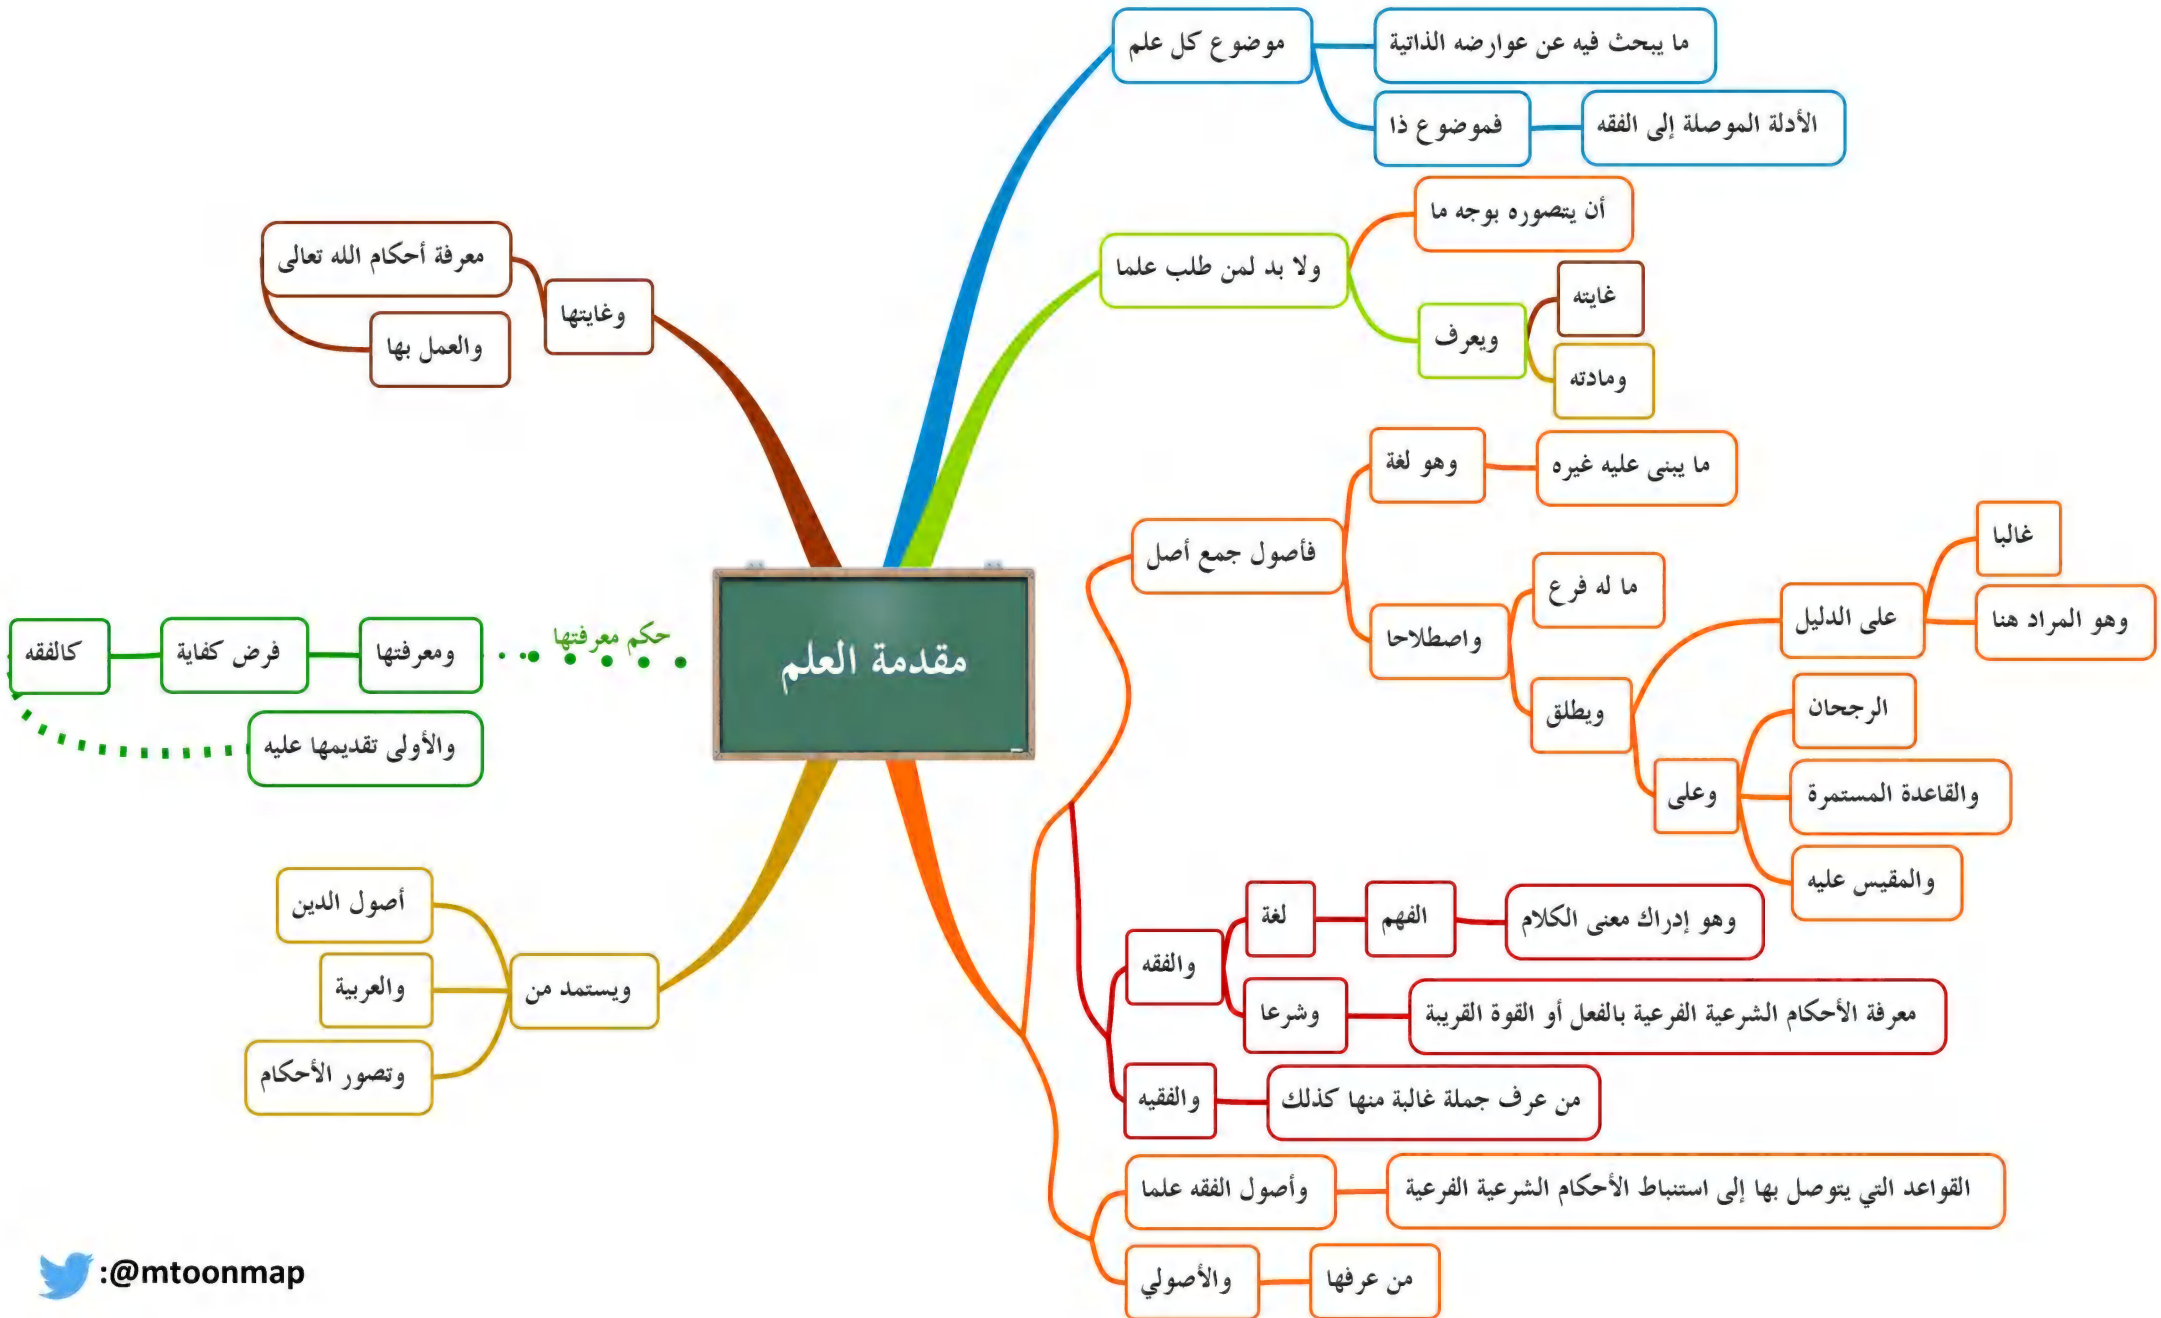 مقدمة العلم
موضوع كل علم
ما يبحث فيه عن عوارضه الذاتية
فموضوع ذا
الأدلة الموصلة إلى الفقه
ولا بد لمن طلب علما
أن يتصوره بوجه ما
ويعرف
غايته
ومادته
فأصول جمع أصل
وهو لغة
ما يبنى عليه غيره
واصطلاحا
ما له فرع
ويطلق
على الدليل
غالبا
وهو المراد هنا
وعلى
الرجحان
والقاعدة المستمرة
والمقيس عليه
والفقه
لغة
الفهم
وهو إدراك معنى الكلام
وشرعا
معرفة الأحكام الشرعية الفرعية بالفعل أو القوة القريبة
والفقيه
من عرف جملة غالبة منها كذلك
وأصول الفقه علما
القواعد التي يتوصل بها إلى استنباط الأحكام الشرعية الفرعية
والأصولي
من عرفها
وغايتها
معرفة أحكام الله تعالى
والعمل بها
حكم معرفتها
ومعرفتها
فرض كفاية
كالفقه
والأولى تقديمها عليه
ويستمد من
أصول الدين
والعربية
وتصور الأحكام
:@mtoonmap